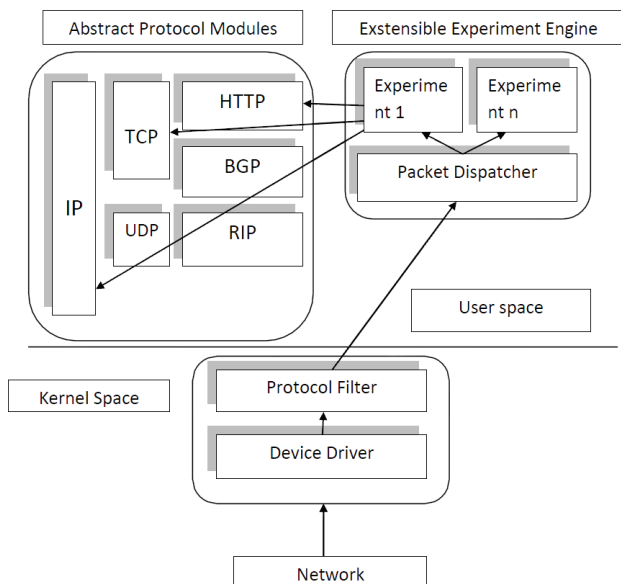 Abstract Protocol Modules
Exstensible Experiment Engine
HTTP
TCP
BGP
IP
UDP
RIP
Experime
nt 1
Experime
nt n
Packet Dispatcher
User space
Kernel Space
Protocol Filter
Device Driver
Network